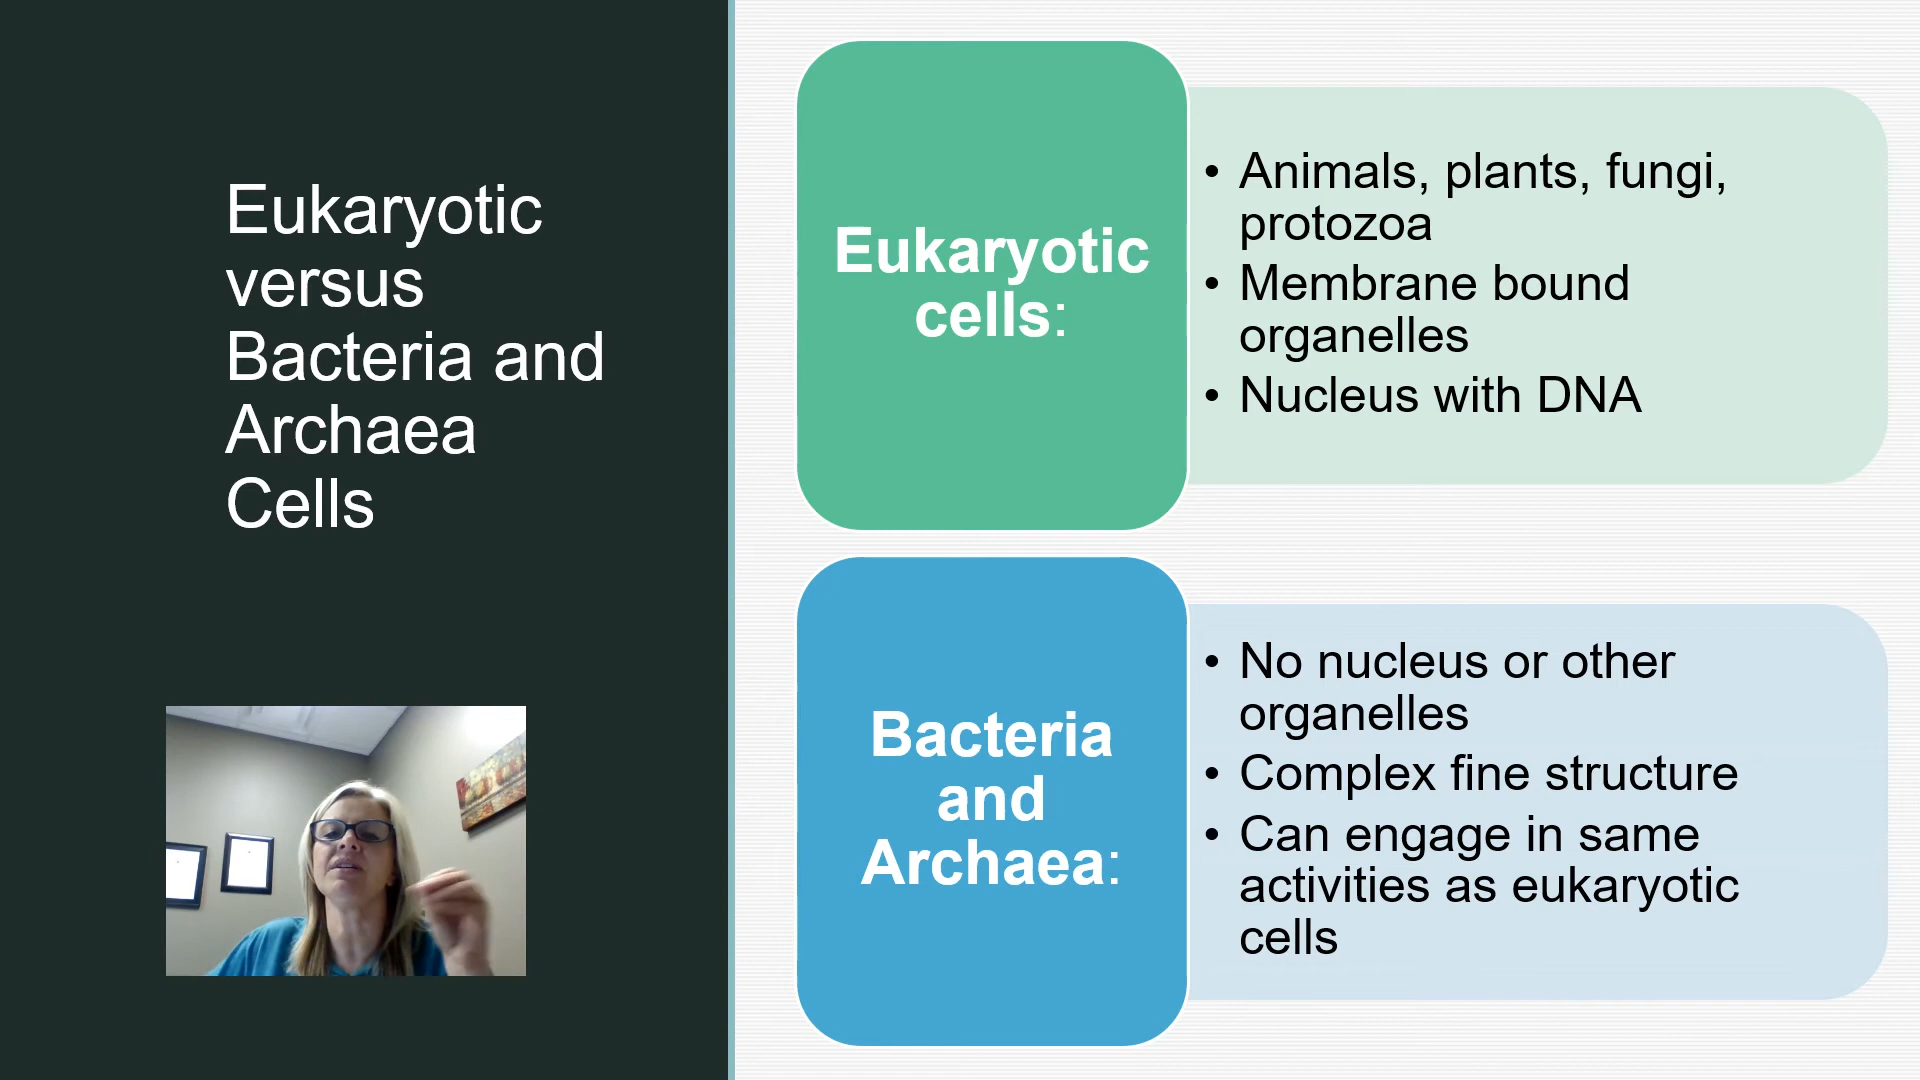 Eukaryotic
versus
Bacteria and
Archaea
Cells
Eukaryotic
cells:
• Animals, plants, fungi,
protozoa
• Membrane bound
organelles
• Nucleus with DNA
Bacteria
and
Archaea:
• No nucleus or other
organelles
• Complex fine structure
• Can engage in same
activities as eukaryotic
cells